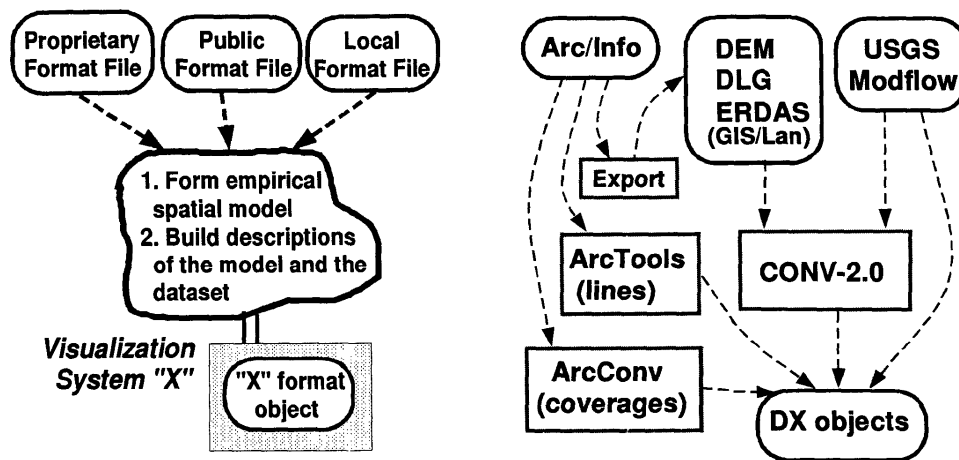 Proprietary
Format File
Public
Format File
Local
Format File
1. Form empirical
spatial model
2. Build descriptions
of the model and the
dataset
Visualization
System "X"
"X" format
object
Arc/Info
DEM
DLG
ERDAS
(GIS/Lan)
USGS
Modflow
Export
ArcTools
(lines)
CONV-2.0
ArcConv
(coverages)
DX objects